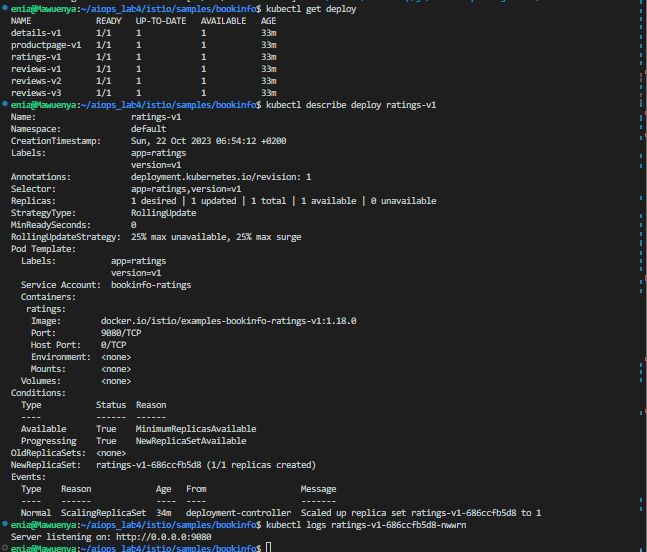 enia@Mawuenya:~/aiops_lab4/istio/samples/bookinfo$ kubectl get deploy
NAME             READY   UP-TO-DATE   AVAILABLE   AGE
details-v1       1/1     1            1           33m
productpage-v1   1/1     1            1           33m
ratings-v1       1/1     1            1           33m
reviews-v1       1/1     1            1           33m
reviews-v2       1/1     1            1           33m
reviews-v3       1/1     1            1           33m
enia@Mawuenya:~/aiops_lab4/istio/samples/bookinfo$ kubectl describe deploy ratings-v1
Name:                   ratings-v1
Namespace:              default
CreationTimestamp:      Sun, 22 Oct 2023 06:54:12 +0200
Labels:                 app=ratings
                        version=v1
Annotations:            deployment.kubernetes.io/revision: 1
Selector:               app=ratings,version=v1
Replicas:               1 desired | 1 updated | 1 total | 1 available | 0 unavailable
StrategyType:           RollingUpdate
MinReadySeconds:        0
RollingUpdateStrategy:  25% max unavailable, 25% max surge
Pod Template:
  Labels:           app=ratings
                    version=v1
  Service Account:  bookinfo-ratings
  Containers:
   ratings:
    Image:        docker.io/istio/examples-bookinfo-ratings-v1:1.18.0
    Port:         9080/TCP
    Host Port:    0/TCP
    Environment:  <none>
    Mounts:       <none>
  Volumes:        <none>
Conditions:
  Type           Status  Reason
  ----           ------  ------
  Available      True    MinimumReplicasAvailable
  Progressing    True    NewReplicaSetAvailable
OldReplicaSets:  <none>
NewReplicaSet:   ratings-v1-686ccfb5d8 (1/1 replicas created)
Events:
  Type    Reason             Age   From                   Message
  ----    ------             ----  ----                   -------
  Normal  ScalingReplicaSet  34m   deployment-controller  Scaled up replica set ratings-v1-686ccfb5d8 to 1
enia@Mawuenya:~/aiops_lab4/istio/samples/bookinfo$ kubectl logs ratings-v1-686ccfb5d8-nwwrn
Server listening on: http://0.0.0.0:9080
enia@Mawuenya:~/aiops_lab4/istio/samples/bookinfo$